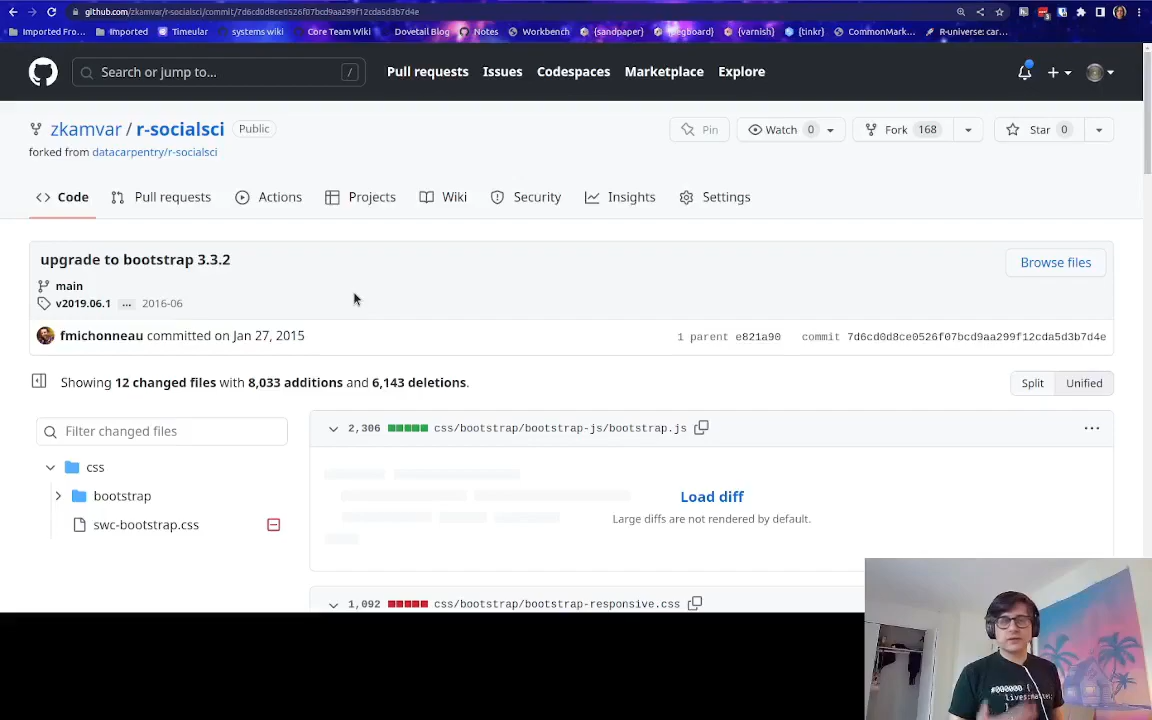 github.com/zkamvar/r-socialsci/commit/7d6cd0d8ce0526f07bcd9aa299f12cda5d3b7d4e
Imported Fro... Imported Timeular systems wiki Core Team Wiki Dovetail Blog Notes Workbench {sandpaper} {pegboard} {varnish} {tinkr} CommonMark... R-universe: car...
Search or jump to... / Pull requests Issues Codespaces Marketplace Explore
zkamvar / r-socialsci Public Pin Watch 0 Fork 168 Star 0
forked from datacarpentry/r-socialsci
Code Pull requests Actions Projects Wiki Security Insights Settings
upgrade to bootstrap 3.3.2 Browse files
main
v2019.06.1 ... 2016-06
fmichonneau committed on Jan 27, 2015 1 parent e821a90 commit 7d6cd0d8ce0526f07bcd9aa299f12cda5d3b7d4e
Showing 12 changed files with 8,033 additions and 6,143 deletions. Split Unified
Filter changed files
2,306 css/bootstrap/bootstrap-js/bootstrap.js
css
bootstrap
swc-bootstrap.css
Load diff
Large diffs are not rendered by default.
1,092 css/bootstrap/bootstrap-responsive.css
#000000
lives